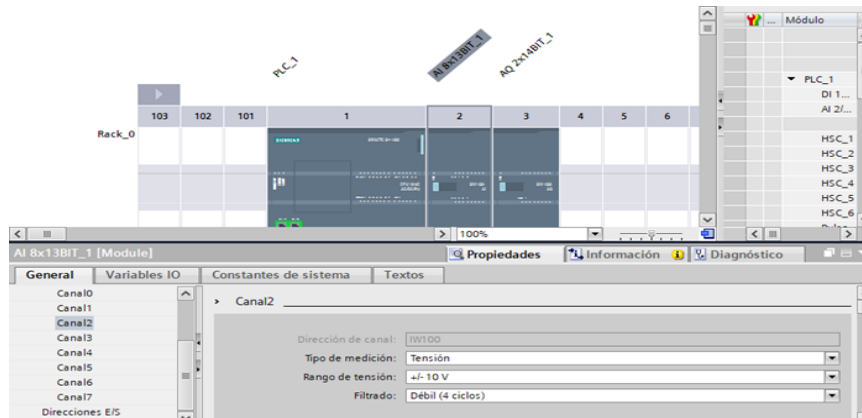 Módulo
PLC_1
AI 8x13BIT_1
AQ 2x14BIT_1
PLC_1
DI 1...
AI 2/...
103 102 101 1 2 3 4 5 6
Rack_0
SIEMENS
HSC_1
HSC_2
HSC_3
HSC_4
HSC_5
HSC_6
100%
AI 8x13BIT_1 [Module]
Propiedades
Información
Diagnóstico
General Variables IO Constantes de sistema Textos
Canal0
Canal1
Canal2
Canal3
Canal4
Canal5
Canal6
Canal7
Direcciones E/S
Canal2
Dirección de canal: IW100
Tipo de medición: Tensión
Rango de tensión: +/- 10 V
Filtrado: Débil (4 ciclos)